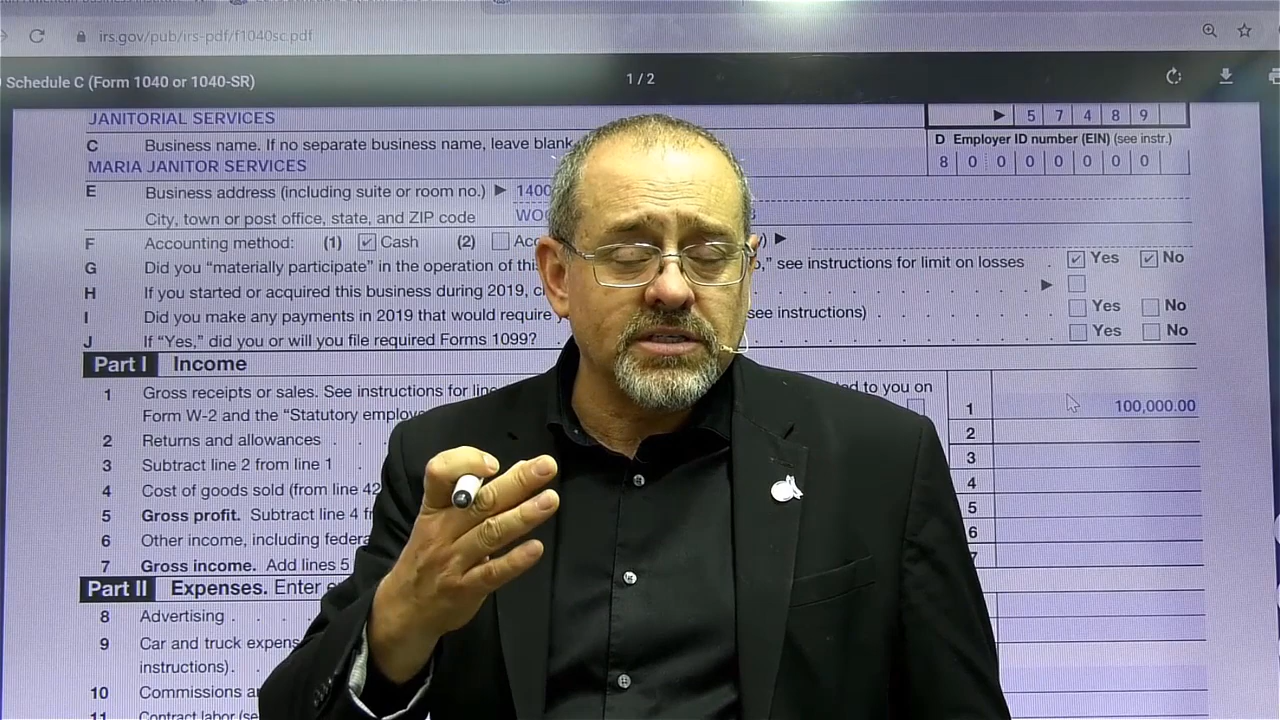 irs.gov/pub/irs-pdf/f1040sc.pdf
Schedule C (Form 1040 or 1040-SR)
1 / 2
JANITORIAL SERVICES
▶ 5 7 4 8 9
C Business name. If no separate business name, leave blank
D Employer ID number (EIN) (see instr.)
MARIA JANITOR SERVICES
8 0 0 0 0 0 0 0
E Business address (including suite or room no.) ▶ 1400
City, town or post office, state, and ZIP code
F Accounting method: (1) Cash (2)
▶
G Did you “materially participate” in the operation of this see instructions for limit on losses . Yes No
H If you started or acquired this business during 2019, . . . . . . . . . ▶
I Did you make any payments in 2019 that would require see instructions) . . . . . . . Yes No
J If “Yes,” did you or will you file required Forms 1099? Yes No
Part I Income
1 Gross receipts or sales. See instructions for to you on
Form W-2 and the “Statutory 1 100,000.00
2 Returns and allowances . . 2
3 Subtract line 2 from line 1 . 3
4 Cost of goods sold (from line 42 4
5 Gross profit. Subtract line 4 5
6 Other income, including 6
7 Gross income. Add lines 5 7
Part II Expenses. Enter
8 Advertising . . . .
9 Car and truck
instructions). .
10 Commissions
11 Contract labor